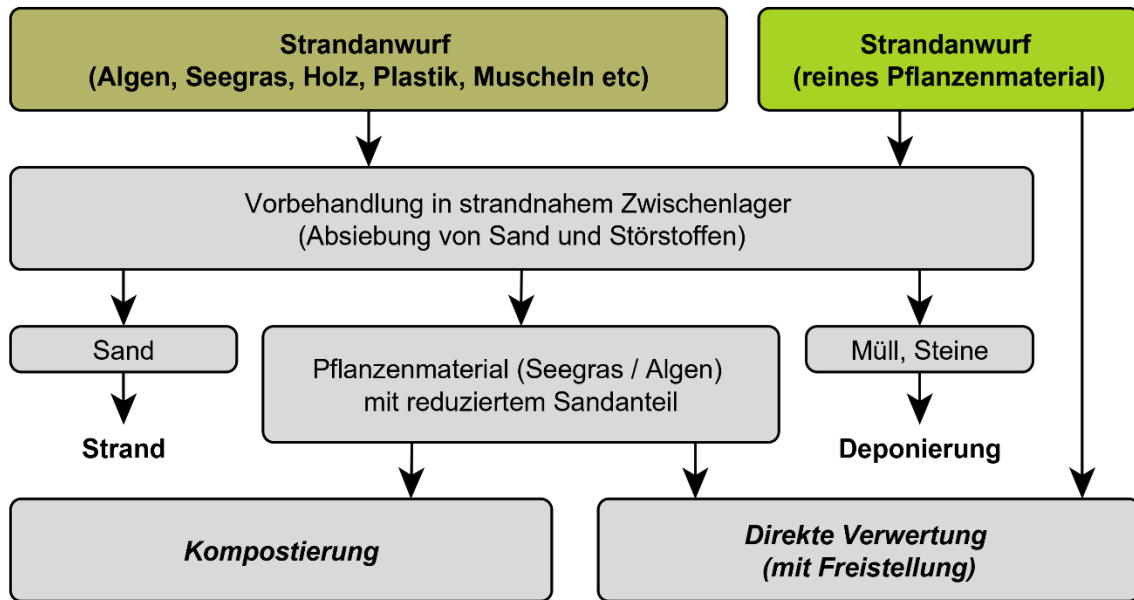 Strandanwurf
(Algen, Seegras, Holz, Plastik, Muscheln etc)
Strandanwurf
(reines Pflanzenmaterial)
Vorbehandlung in strandnahem Zwischenlager
(Absiebung von Sand und Störstoffen)
Sand
Pflanzenmaterial (Seegras / Algen)
mit reduziertem Sandanteil
Müll, Steine
Strand
Deponierung
Kompostierung
Direkte Verwertung
(mit Freistellung)